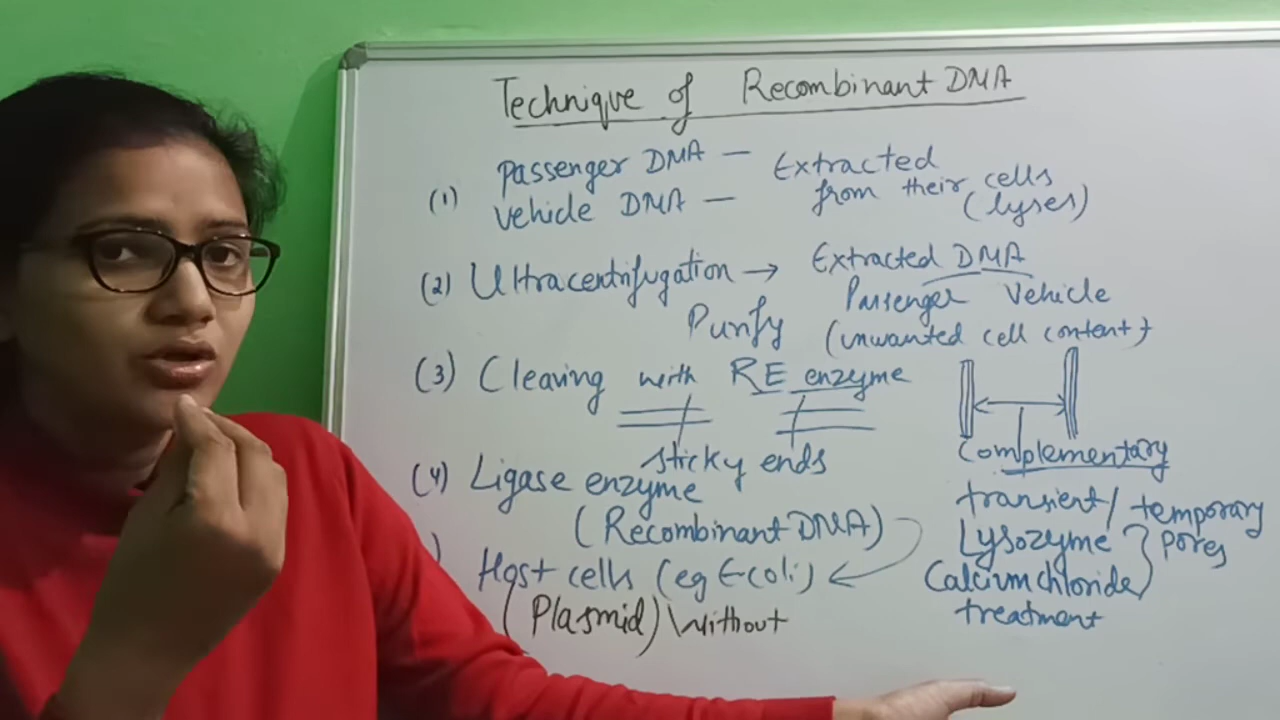 Technique of Recombinant DNA
(1) Passenger DNA — Extracted
Vehicle DNA — from their cells
(lyses)
(2) Ultracentrifugation → Extracted DNA
Passenger Vehicle
Purify (unwanted cell content)
(3) Cleaving with RE enzyme
sticky ends
Complementary
(4) Ligase enzyme
(Recombinant DNA)
transient/temporary
Lysozyme } pores
Calcium chloride
treatment
) Host cells (eg E-coli)
(Plasmid) Without